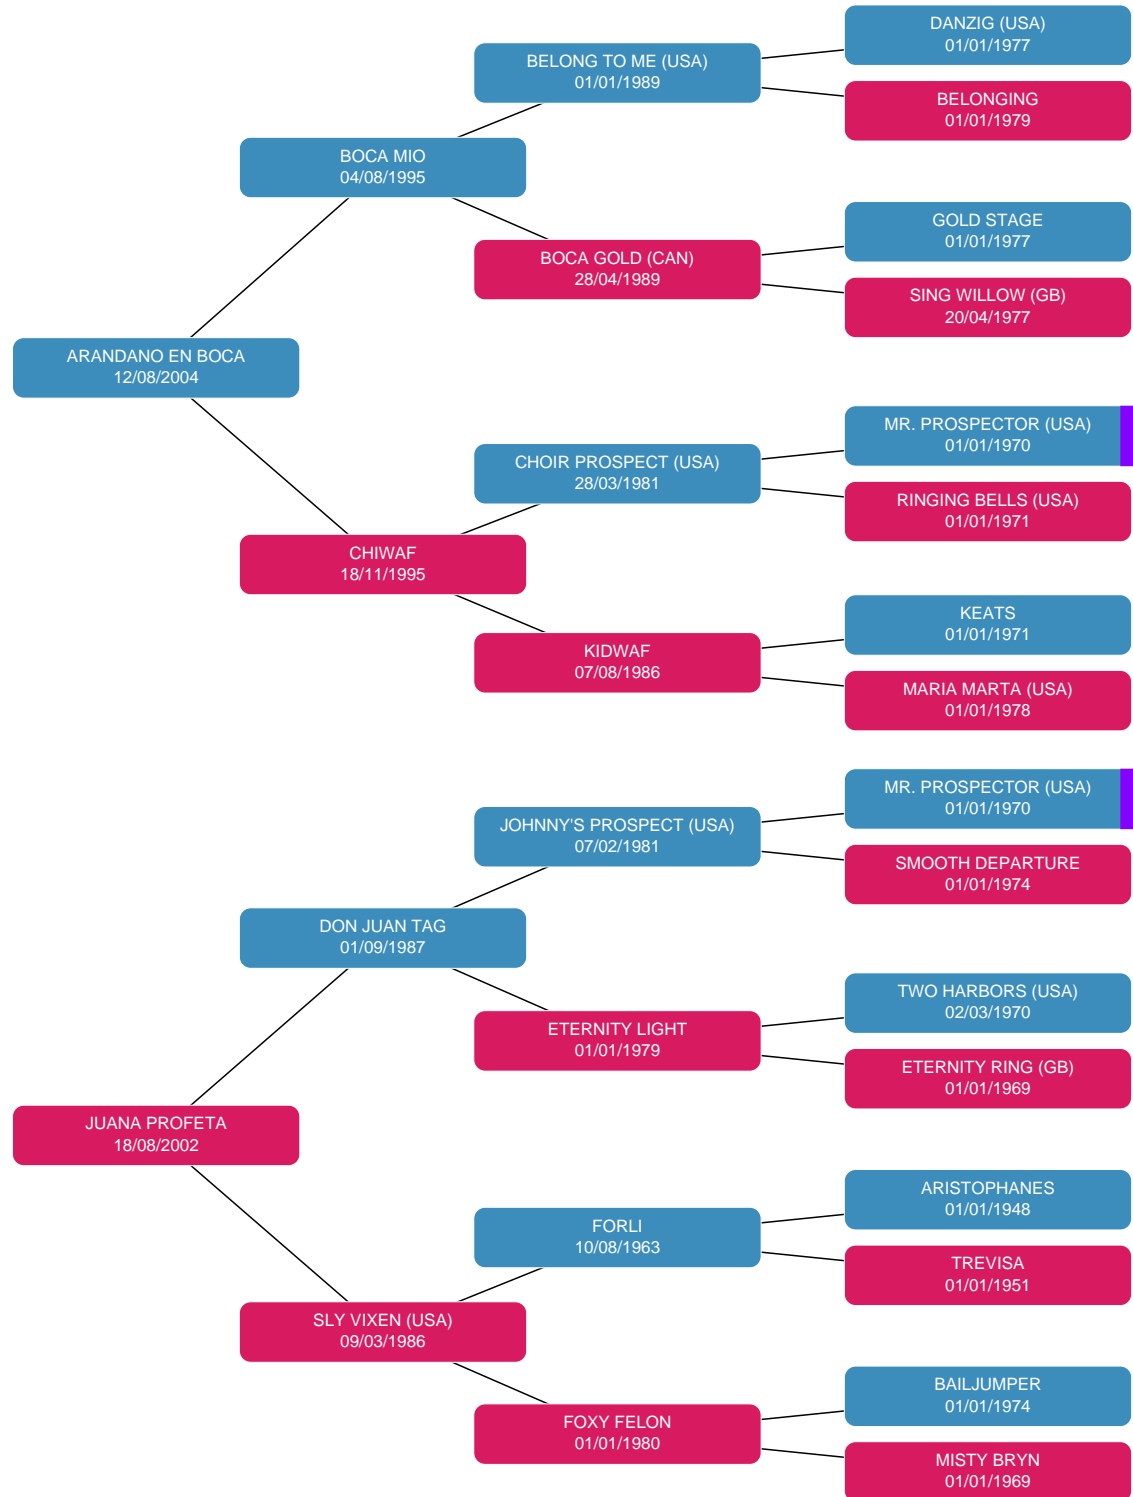 DANZIG (USA)
01/01/1977
BELONG TO ME (USA)
01/01/1989
BELONGING
01/01/1979
BOCA MIO
04/08/1995
GOLD STAGE
01/01/1977
BOCA GOLD (CAN)
28/04/1989
SING WILLOW (GB)
20/04/1977
ARANDANO EN BOCA
12/08/2004
MR. PROSPECTOR (USA)
01/01/1970
CHOIR PROSPECT (USA)
28/03/1981
RINGING BELLS (USA)
01/01/1971
CHIWAF
18/11/1995
KEATS
01/01/1971
KIDWAF
07/08/1986
MARIA MARTA (USA)
01/01/1978
MR. PROSPECTOR (USA)
01/01/1970
JOHNNY'S PROSPECT (USA)
07/02/1981
SMOOTH DEPARTURE
01/01/1974
DON JUAN TAG
01/09/1987
TWO HARBORS (USA)
02/03/1970
ETERNITY LIGHT
01/01/1979
ETERNITY RING (GB)
01/01/1969
JUANA PROFETA
18/08/2002
ARISTOPHANES
01/01/1948
FORLI
10/08/1963
TREVISA
01/01/1951
SLY VIXEN (USA)
09/03/1986
BAILJUMPER
01/01/1974
FOXY FELON
01/01/1980
MISTY BRYN
01/01/1969